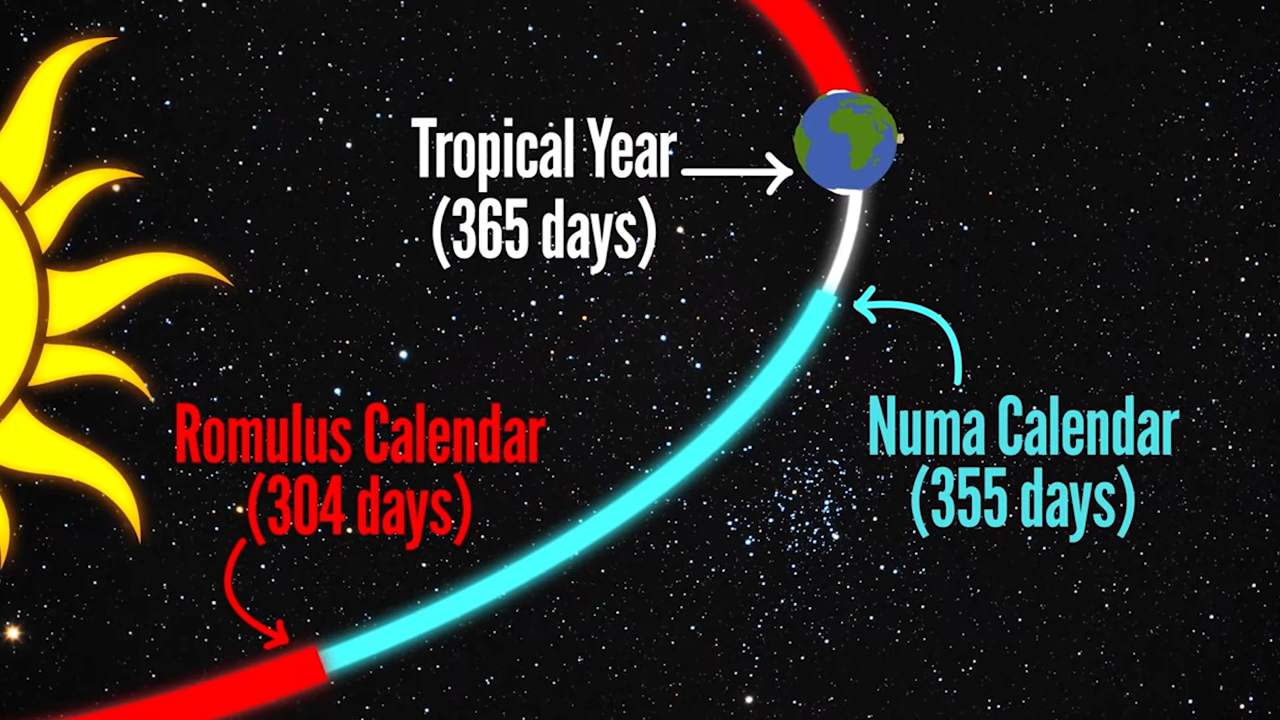 Tropical Year
(365 days)
Romulus Calendar
(304 days)
Numa Calendar
(355 days)